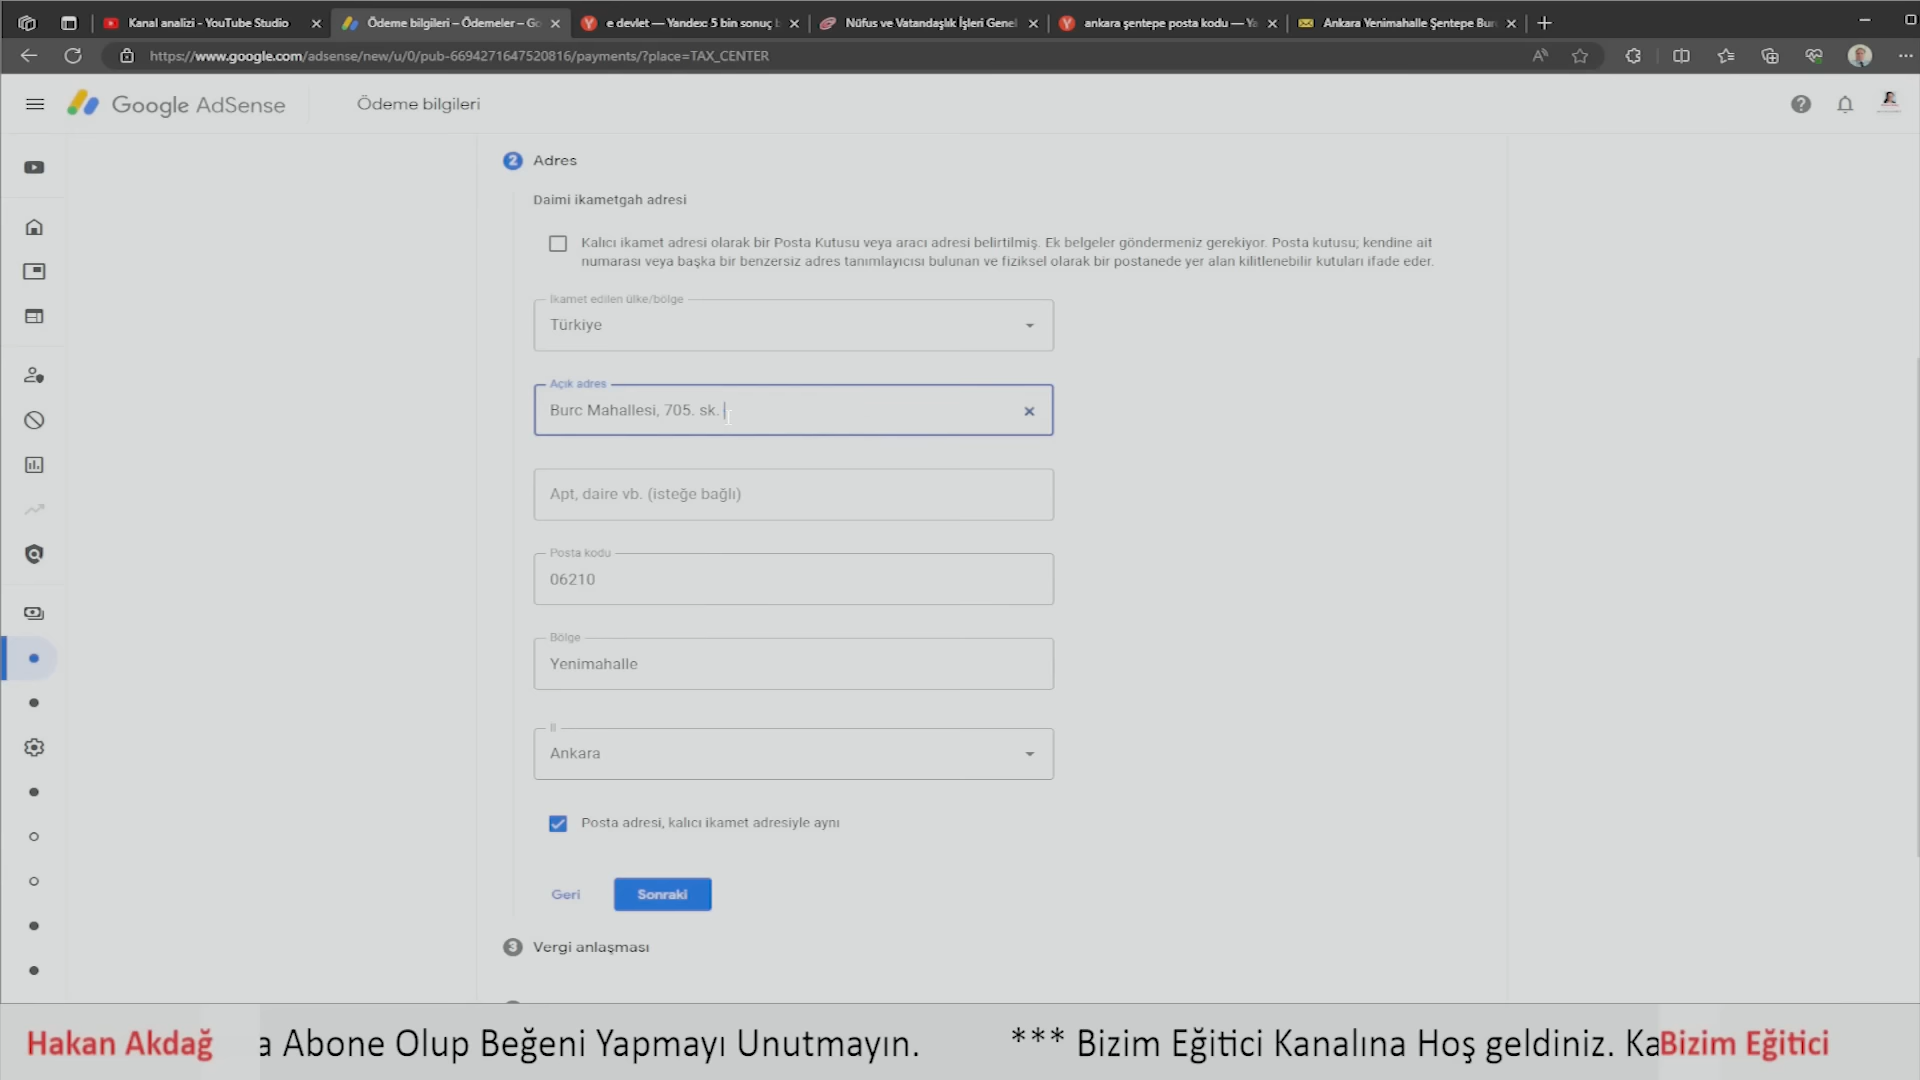 Kanal analizi - YouTube Studio
Ödeme bilgileri – Ödemeler – Go
e devlet — Yandex: 5 bin sonuç b
Nüfus ve Vatandaşlık İşleri Genel
ankara şentepe posta kodu — Ya
Ankara Yenimahalle Şentepe Bur
https://www.google.com/adsense/new/u/0/pub-6694271647520816/payments/?place=TAX_CENTER
Google AdSense
Ödeme bilgileri
2 Adres
Daimi ikametgah adresi
Kalıcı ikamet adresi olarak bir Posta Kutusu veya aracı adresi belirtilmiş. Ek belgeler göndermeniz gerekiyor. Posta kutusu; kendine ait
numarası veya başka bir benzersiz adres tanımlayıcısı bulunan ve fiziksel olarak bir postanede yer alan kilitlenebilir kutuları ifade eder.
İkamet edilen ülke/bölge
Türkiye
Açık adres
Burc Mahallesi, 705. sk.
Apt, daire vb. (isteğe bağlı)
Posta kodu
06210
Bölge
Yenimahalle
İl
Ankara
Posta adresi, kalıcı ikamet adresiyle aynı
Geri
Sonraki
3 Vergi anlaşması
Hakan Akdağ
a Abone Olup Beğeni Yapmayı Unutmayın.
*** Bizim Eğitici Kanalına Hoş geldiniz. Ka
Bizim Eğitici